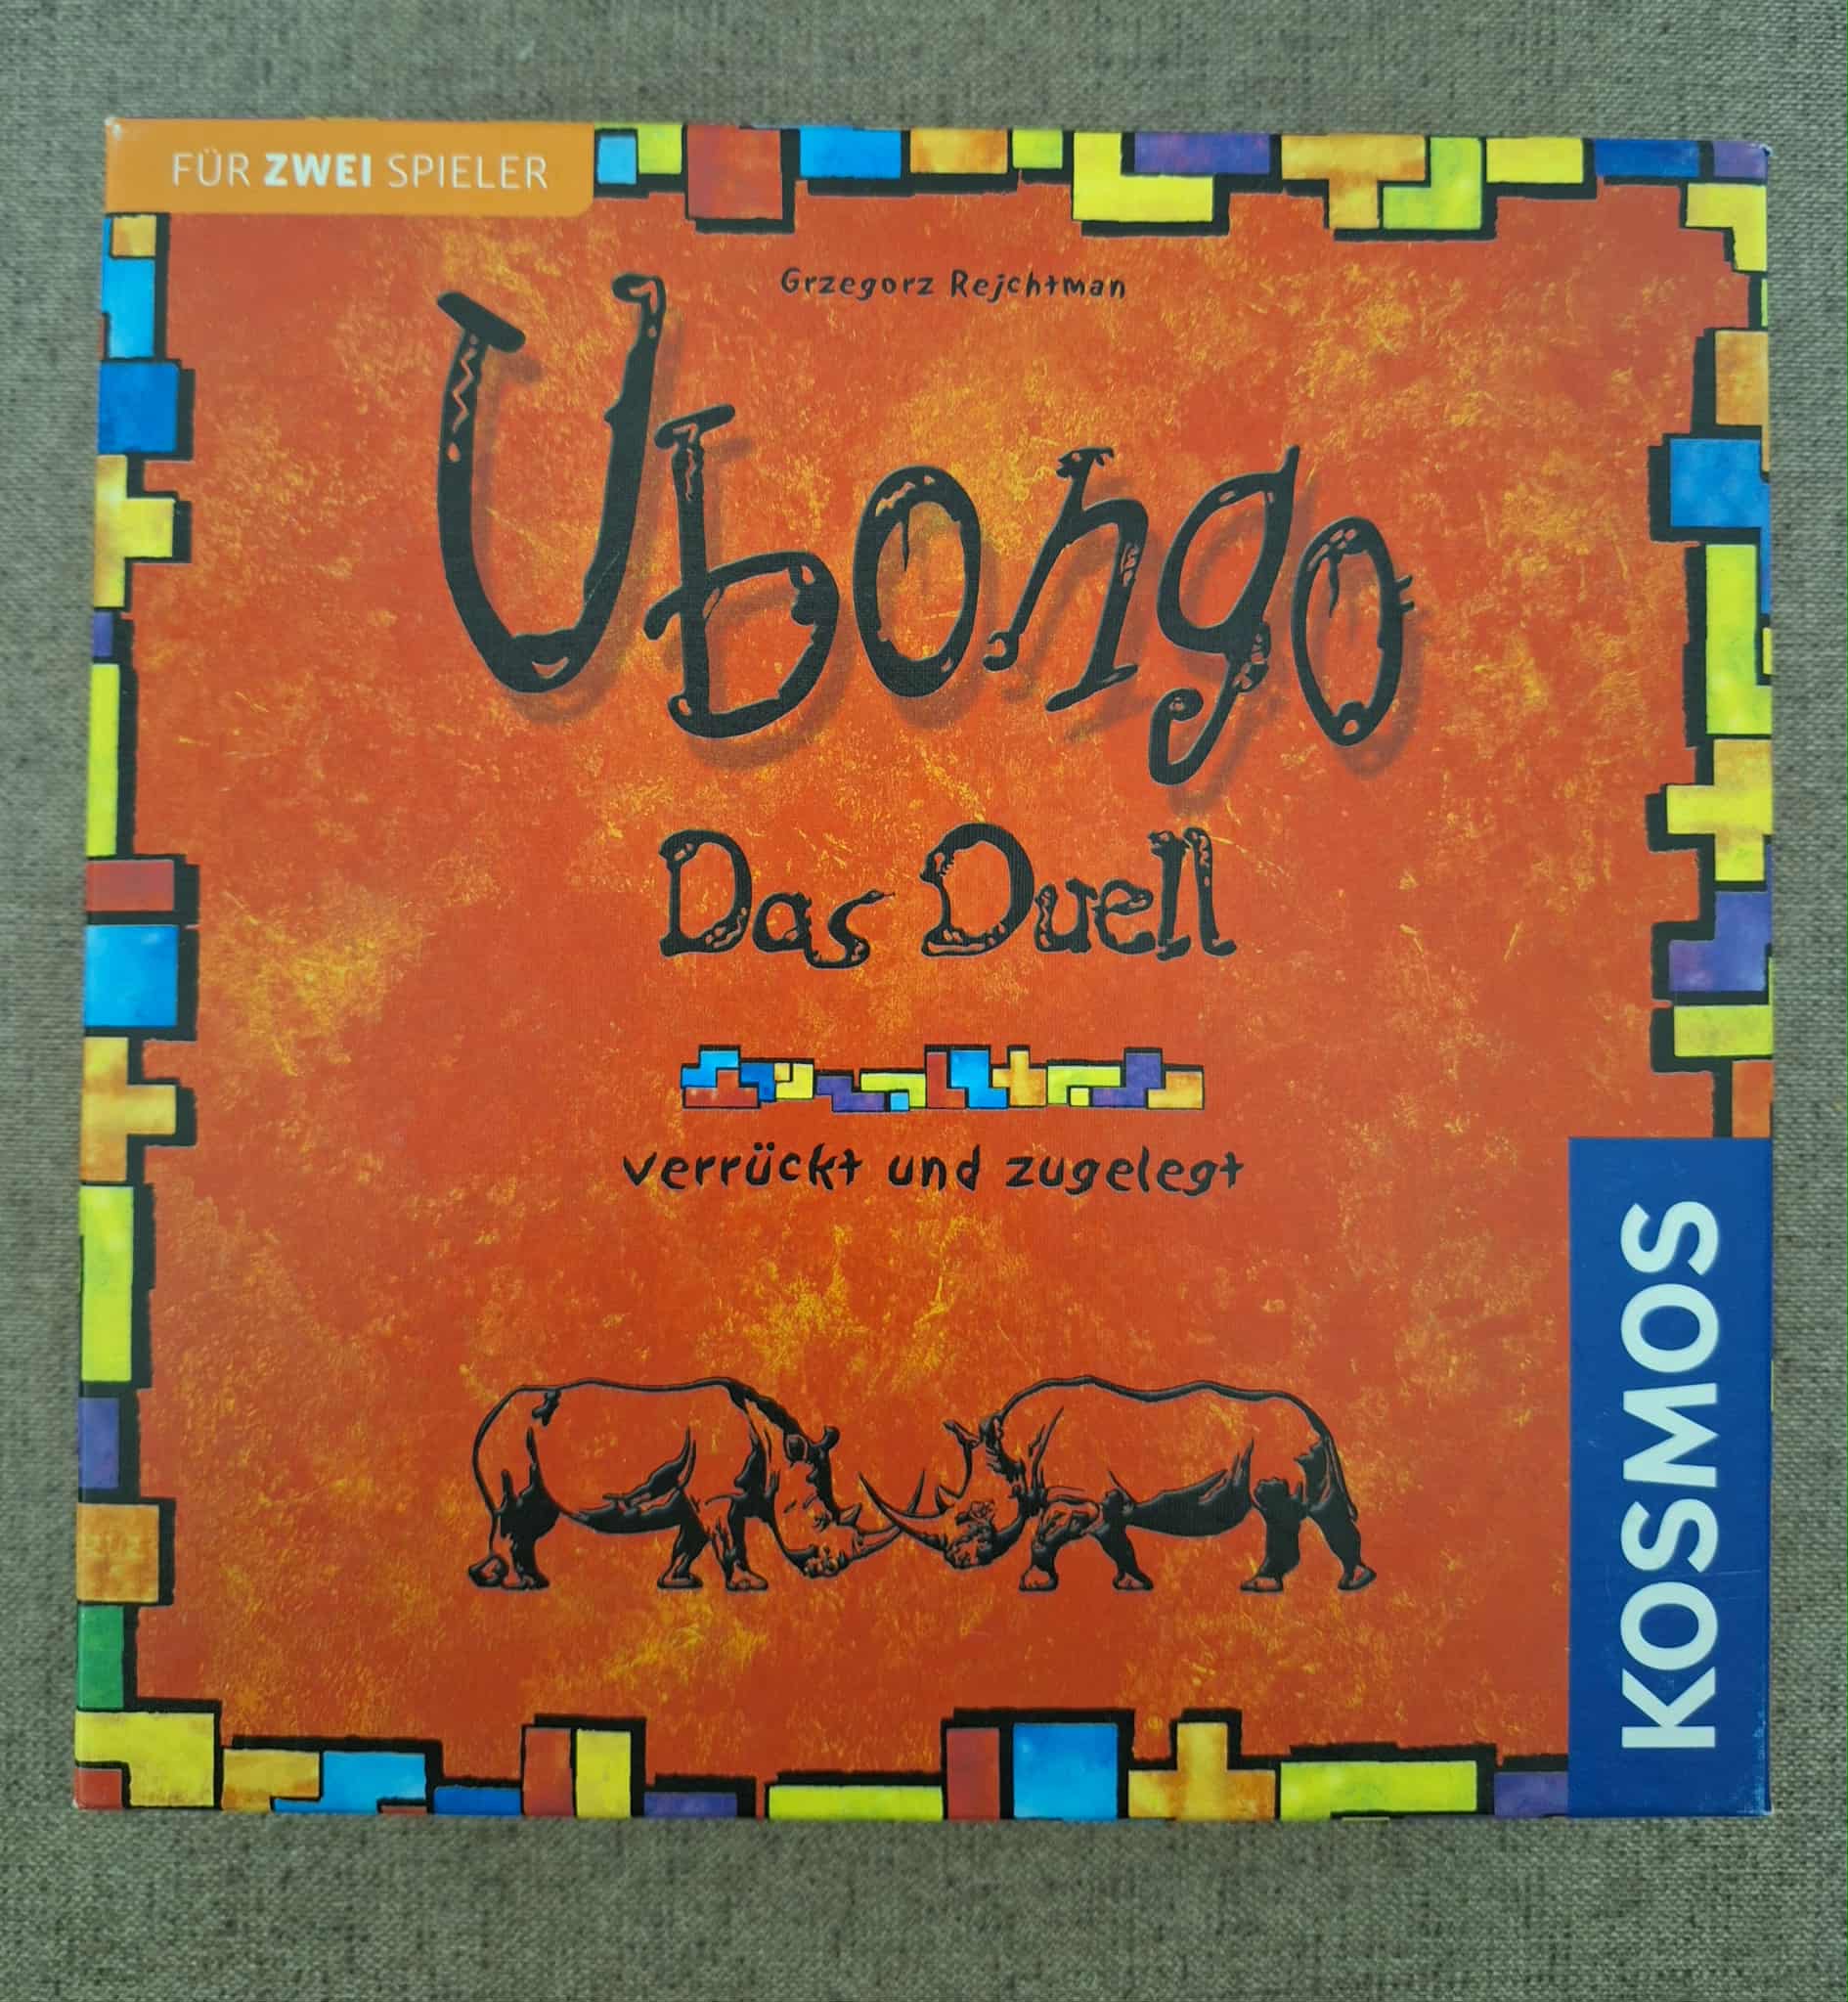 FÜR ZWEI SPIELER
Grzegorz Rejchtman
Ubongo
Das Duell
verrückt und zugelegt
KOSMOS